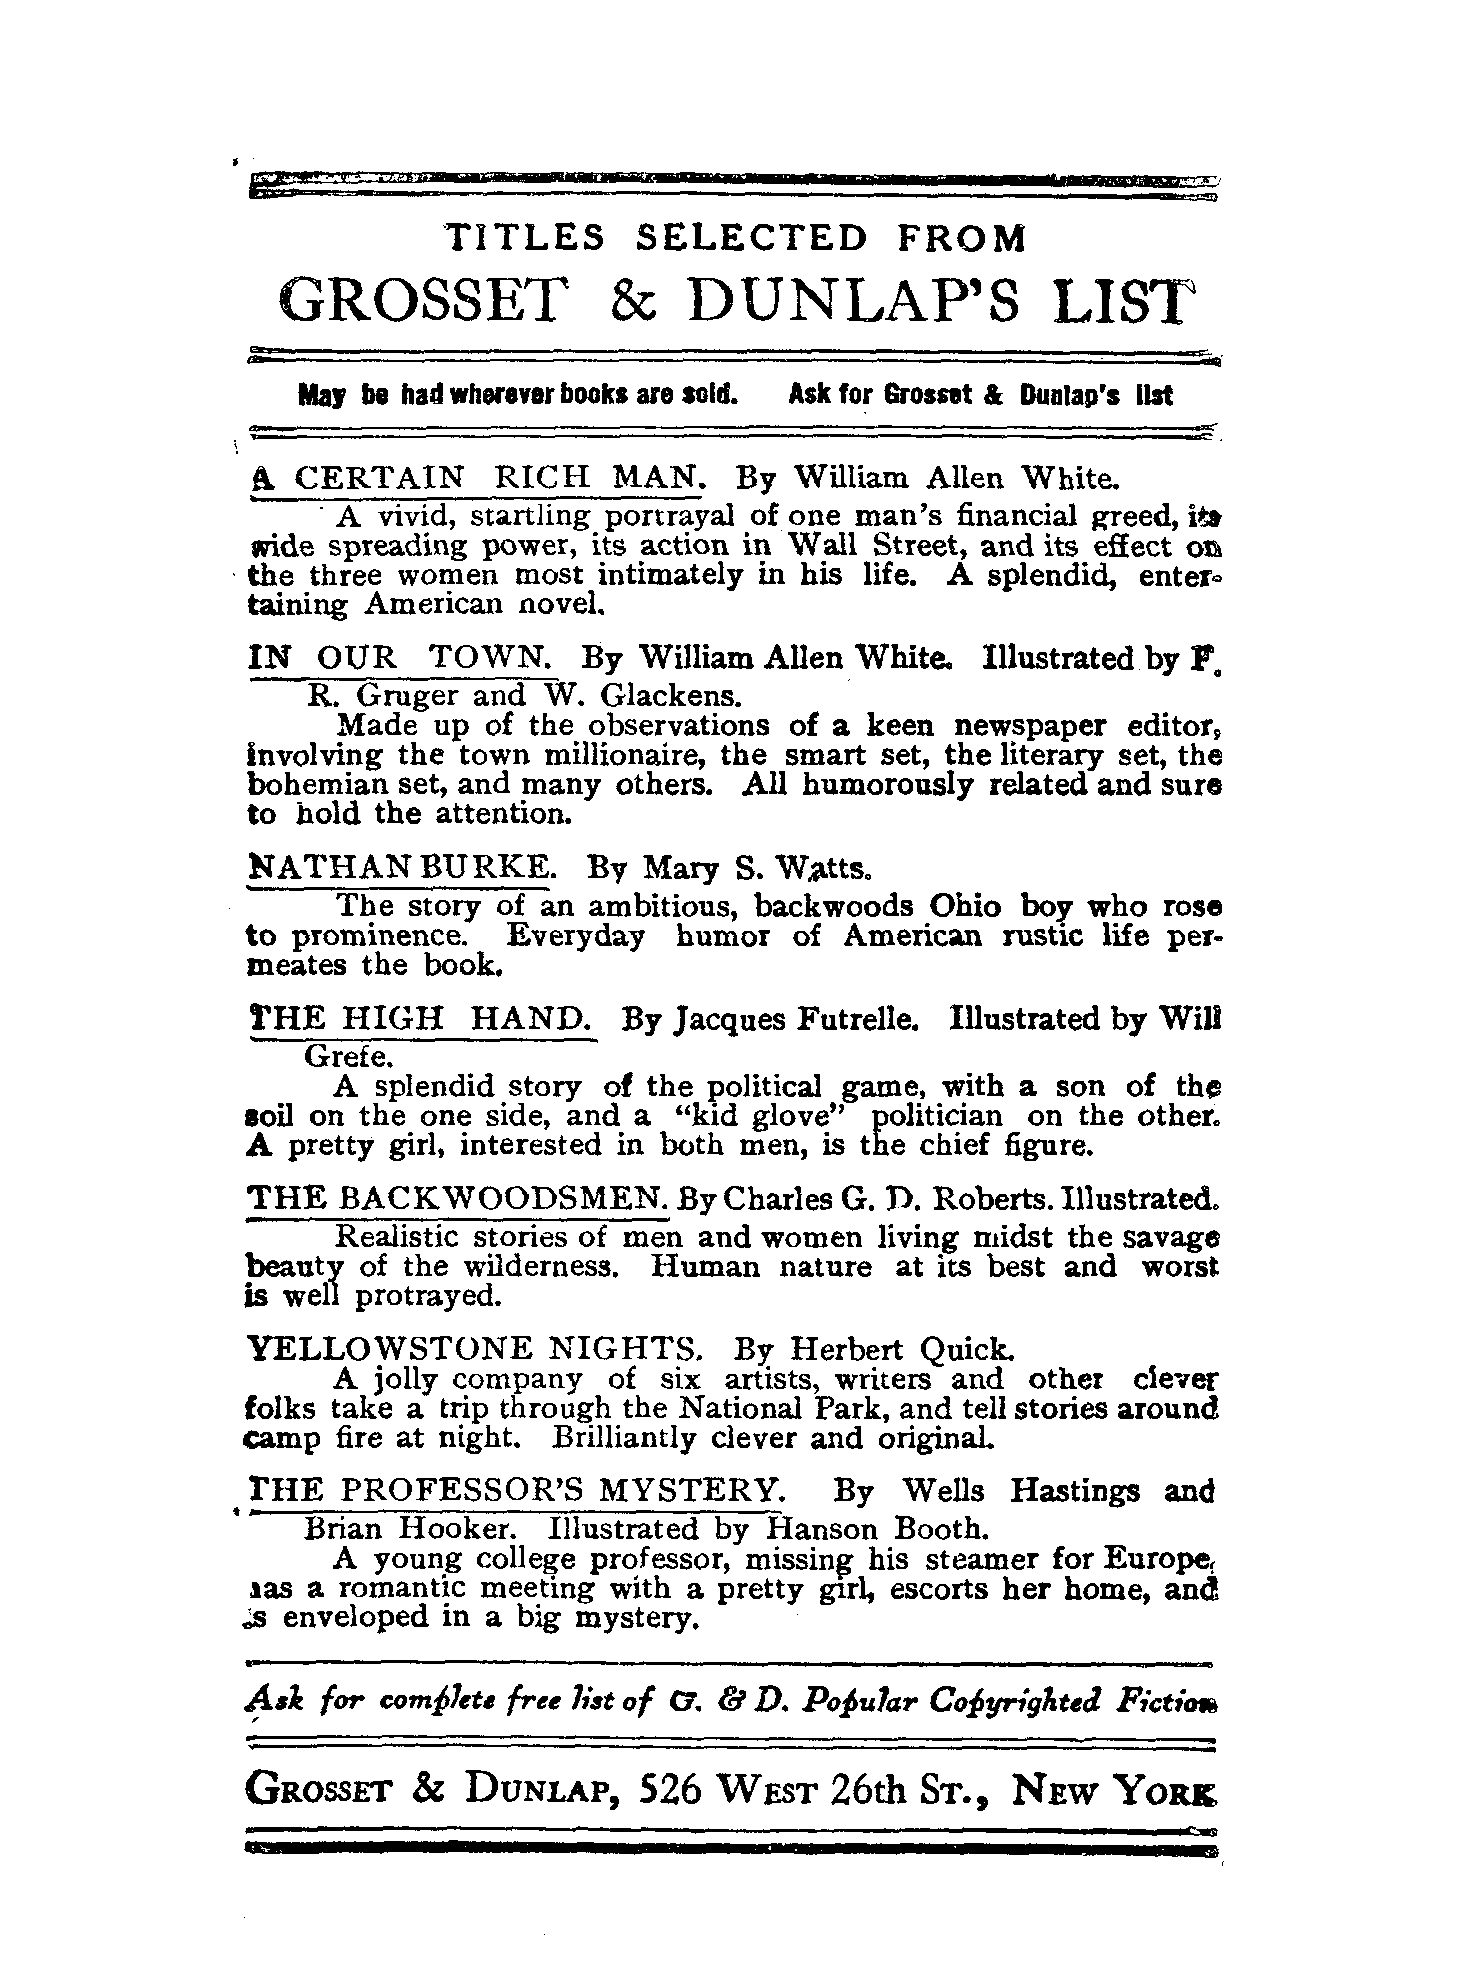 TITLES SELECTED FROM
GROSSET & DUNLAP'S LIST
May be had wherever books are sold. Ask for Grosset & Dunlap's list
A CERTAIN RICH MAN. By William Allen White.
A vivid, startling portrayal of one man's financial greed, its
wide spreading power, its action in Wall Street, and its effect on
the three women most intimately in his life. A splendid, enter-
taining American novel.
IN OUR TOWN. By William Allen White. Illustrated by F.
R. Gruger and W. Glackens.
Made up of the observations of a keen newspaper editor,
involving the town millionaire, the smart set, the literary set, the
bohemian set, and many others. All humorously related and sure
to hold the attention.
NATHAN BURKE. By Mary S. Watts.
The story of an ambitious, backwoods Ohio boy who rose
to prominence. Everyday humor of American rustic life per-
meates the book.
THE HIGH HAND. By Jacques Futrelle. Illustrated by Will
Grefe.
A splendid story of the political game, with a son of the
soil on the one side, and a "kid glove" politician on the other.
A pretty girl, interested in both men, is the chief figure.
THE BACKWOODSMEN. By Charles G. D. Roberts. Illustrated.
Realistic stories of men and women living midst the savage
beauty of the wilderness. Human nature at its best and worst
is well protrayed.
YELLOWSTONE NIGHTS. By Herbert Quick.
A jolly company of six artists, writers and other clever
folks take a trip through the National Park, and tell stories around
camp fire at night. Brilliantly clever and original.
THE PROFESSOR'S MYSTERY. By Wells Hastings and
Brian Hooker. Illustrated by Hanson Booth.
A young college professor, missing his steamer for Europe,
has a romantic meeting with a pretty girl, escorts her home, and
is enveloped in a big mystery.
Ask for complete free list of G. & D. Popular Copyrighted Fiction
GROSSET & DUNLAP, 526 WEST 26th ST., NEW YORK